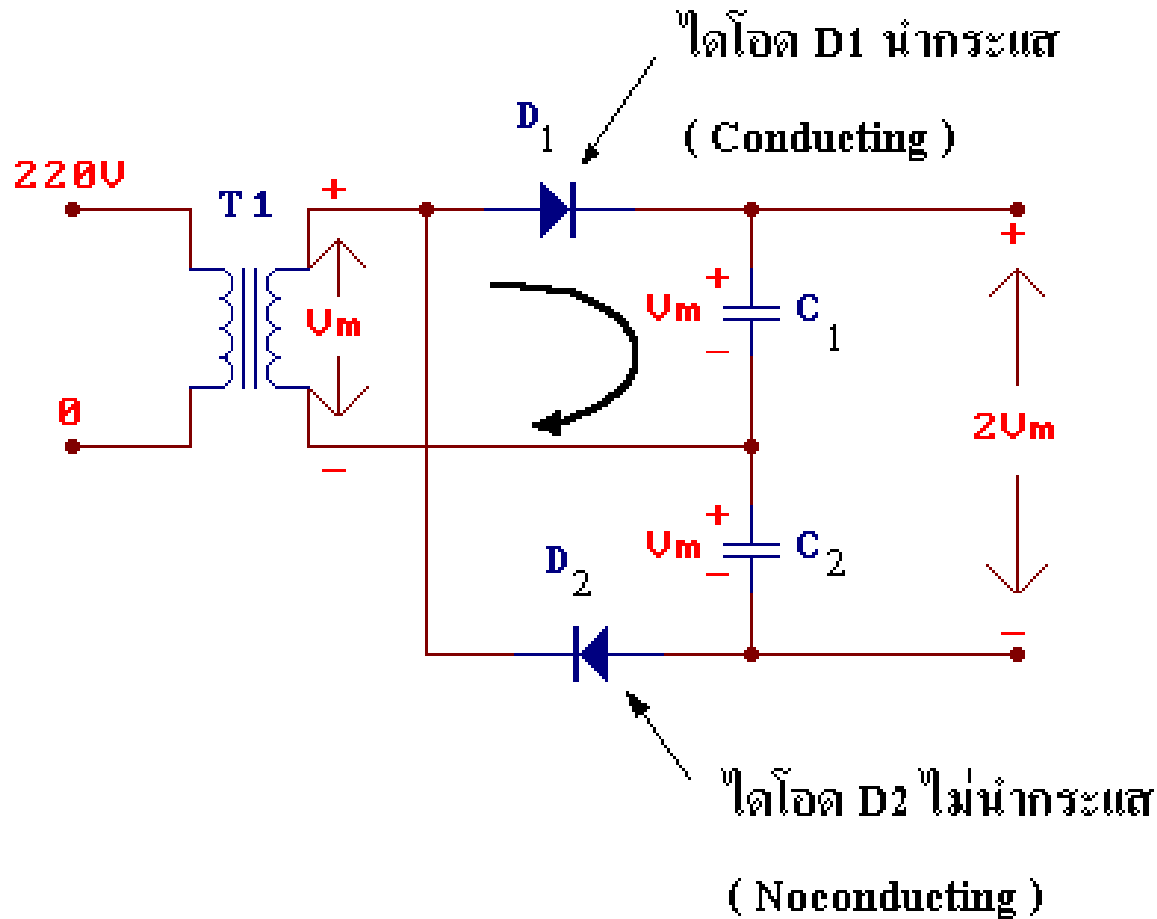 ไดโอด D1 นำกระแส
( Conducting )
D1
220V
T1
+
+
Vm
+
Vm
C1
−
0
−
2Vm
+
Vm
C2
−
D2
−
ไดโอด D2 ไม่นำกระแส
( Noconducting )